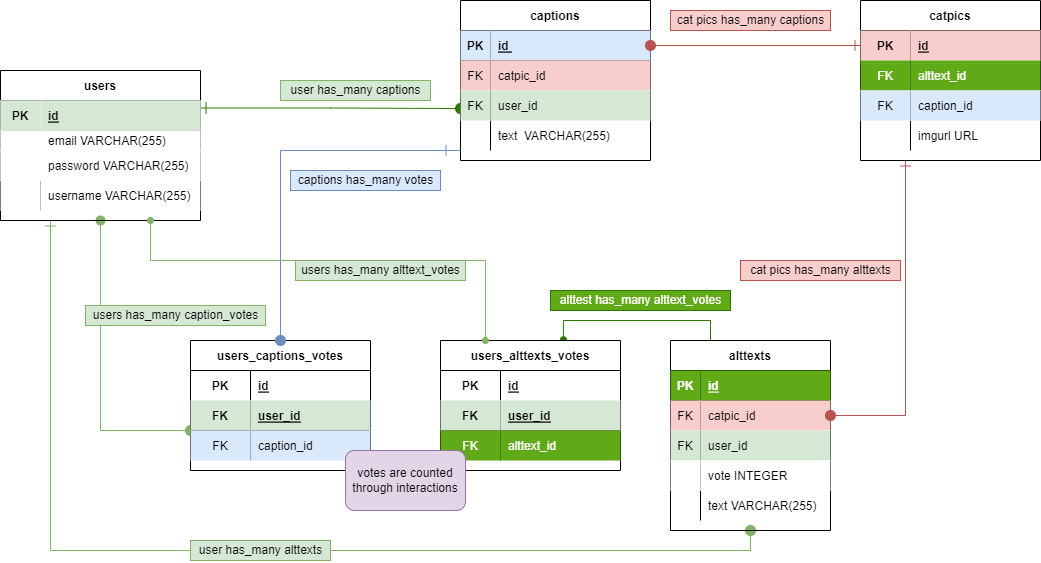 captions
PK id
FK catpic_id
FK user_id
text VARCHAR(255)
cat pics has_many captions
catpics
PK id
FK alttext_id
FK caption_id
imgurl URL
users
PK id
email VARCHAR(255)
password VARCHAR(255)
username VARCHAR(255)
user has_many captions
captions has_many votes
users has_many alttext_votes
cat pics has_many alttexts
alttest has_many alttext_votes
users has_many caption_votes
users_captions_votes
PK id
FK user_id
FK caption_id
users_alttexts_votes
PK id
FK user_id
FK alttext_id
alttexts
PK id
FK catpic_id
FK user_id
vote INTEGER
text VARCHAR(255)
votes are counted
through interactions
user has_many alttexts